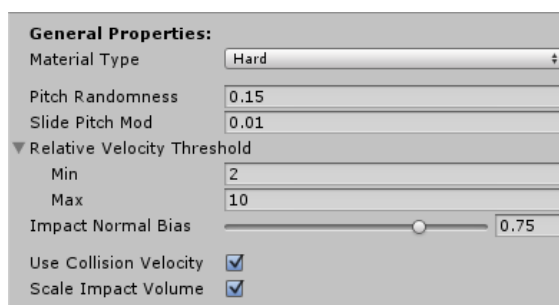 General Properties:
Material Type Hard
Pitch Randomness 0.15
Slide Pitch Mod 0.01
Relative Velocity Threshold
Min 2
Max 10
Impact Normal Bias 0.75
Use Collision Velocity
Scale Impact Volume